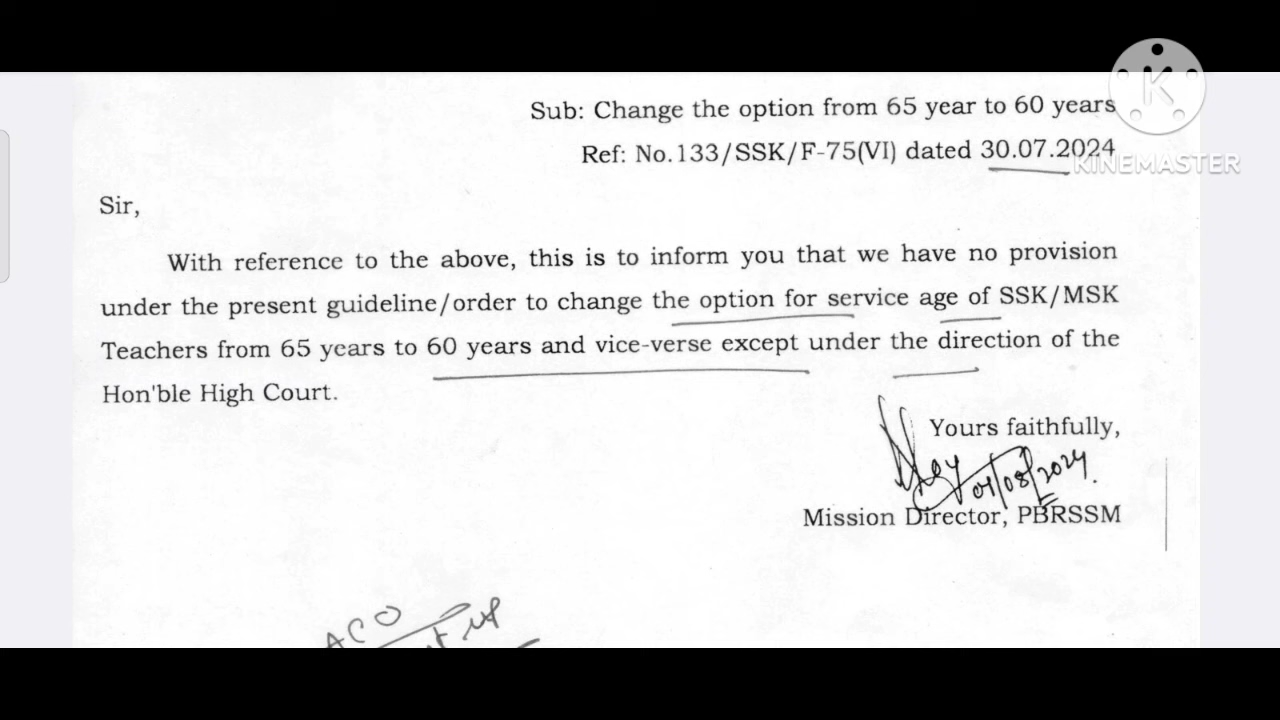 Sub: Change the option from 65 year to 60 years
Ref: No.133/SSK/F-75(VI) dated 30.07.2024
KINEMASTER
Sir,
With reference to the above, this is to inform you that we have no provision
under the present guideline/order to change the option for service age of SSK/MSK
Teachers from 65 years to 60 years and vice-verse except under the direction of the
Hon'ble High Court.
Yours faithfully,
01/08/2024.
Mission Director, PBRSSM
ACO